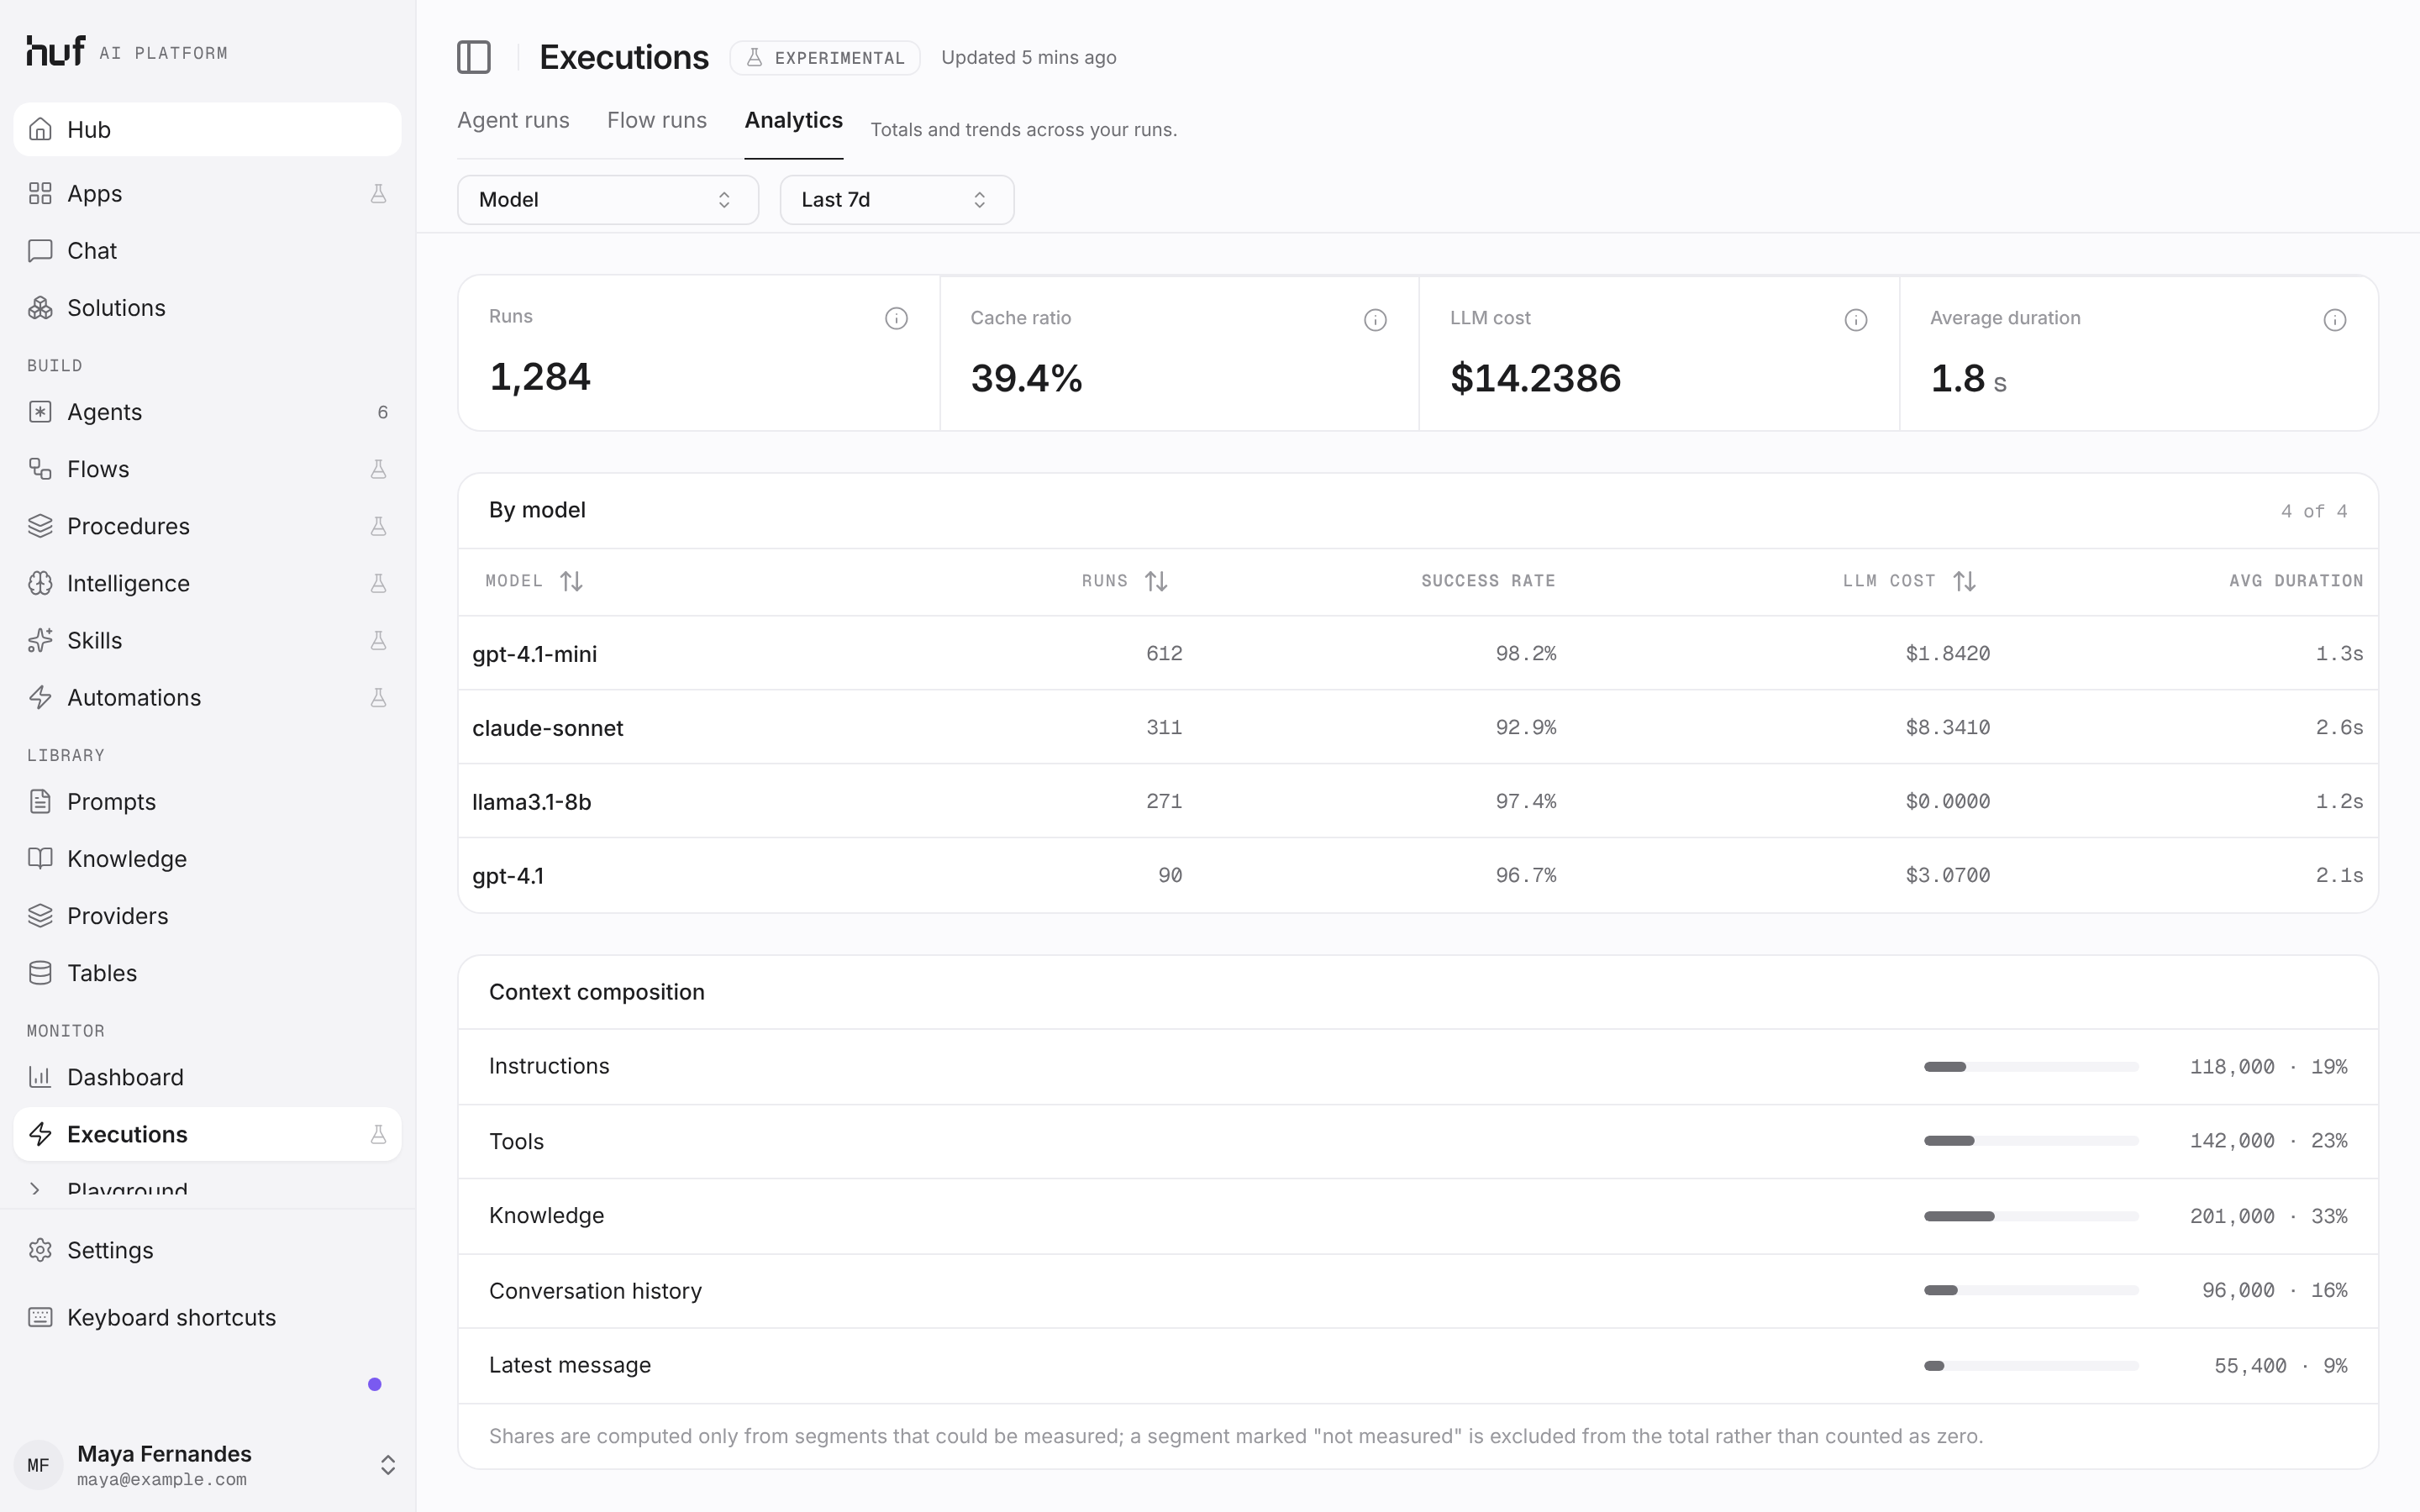 huf AI PLATFORM
Hub
Apps
Chat
Solutions
BUILD
Agents 6
Flows
Procedures
Intelligence
Skills
Automations
LIBRARY
Prompts
Knowledge
Providers
Tables
MONITOR
Dashboard
Executions
Playground
Settings
Keyboard shortcuts
MF
Maya Fernandes
maya@example.com
Executions EXPERIMENTAL Updated 5 mins ago
Agent runs Flow runs Analytics Totals and trends across your runs.
Model Last 7d
Runs Cache ratio LLM cost Average duration
1,284 39.4% $14.2386 1.8 s
By model 4 of 4
MODEL RUNS SUCCESS RATE LLM COST AVG DURATION
gpt-4.1-mini 612 98.2% $1.8420 1.3s
claude-sonnet 311 92.9% $8.3410 2.6s
llama3.1-8b 271 97.4% $0.0000 1.2s
gpt-4.1 90 96.7% $3.0700 2.1s
Context composition
Instructions 118,000 · 19%
Tools 142,000 · 23%
Knowledge 201,000 · 33%
Conversation history 96,000 · 16%
Latest message 55,400 · 9%
Shares are computed only from segments that could be measured; a segment marked "not measured" is excluded from the total rather than counted as zero.